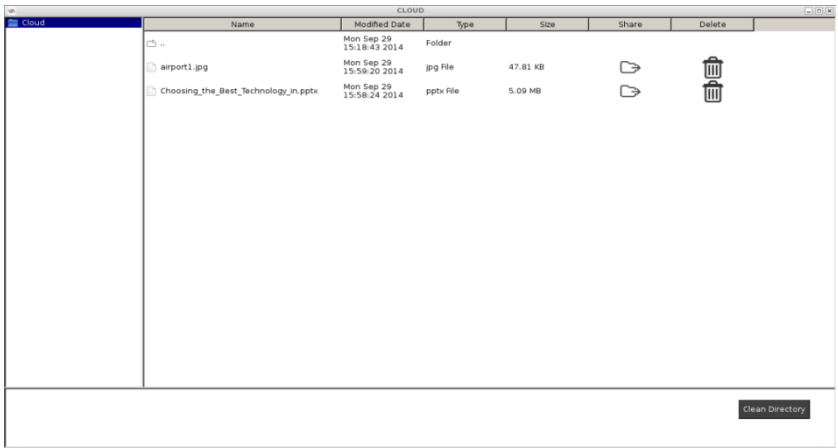 CLOUD
Cloud
Name Modified Date Type Size Share Delete
.. Mon Sep 29 15:18:43 2014 Folder
airport1.jpg Mon Sep 29 15:59:20 2014 jpg File 47.81 KB
Choosing_the_Best_Technology_in.pptx Mon Sep 29 15:58:24 2014 pptx File 5.09 MB
Clean Directory